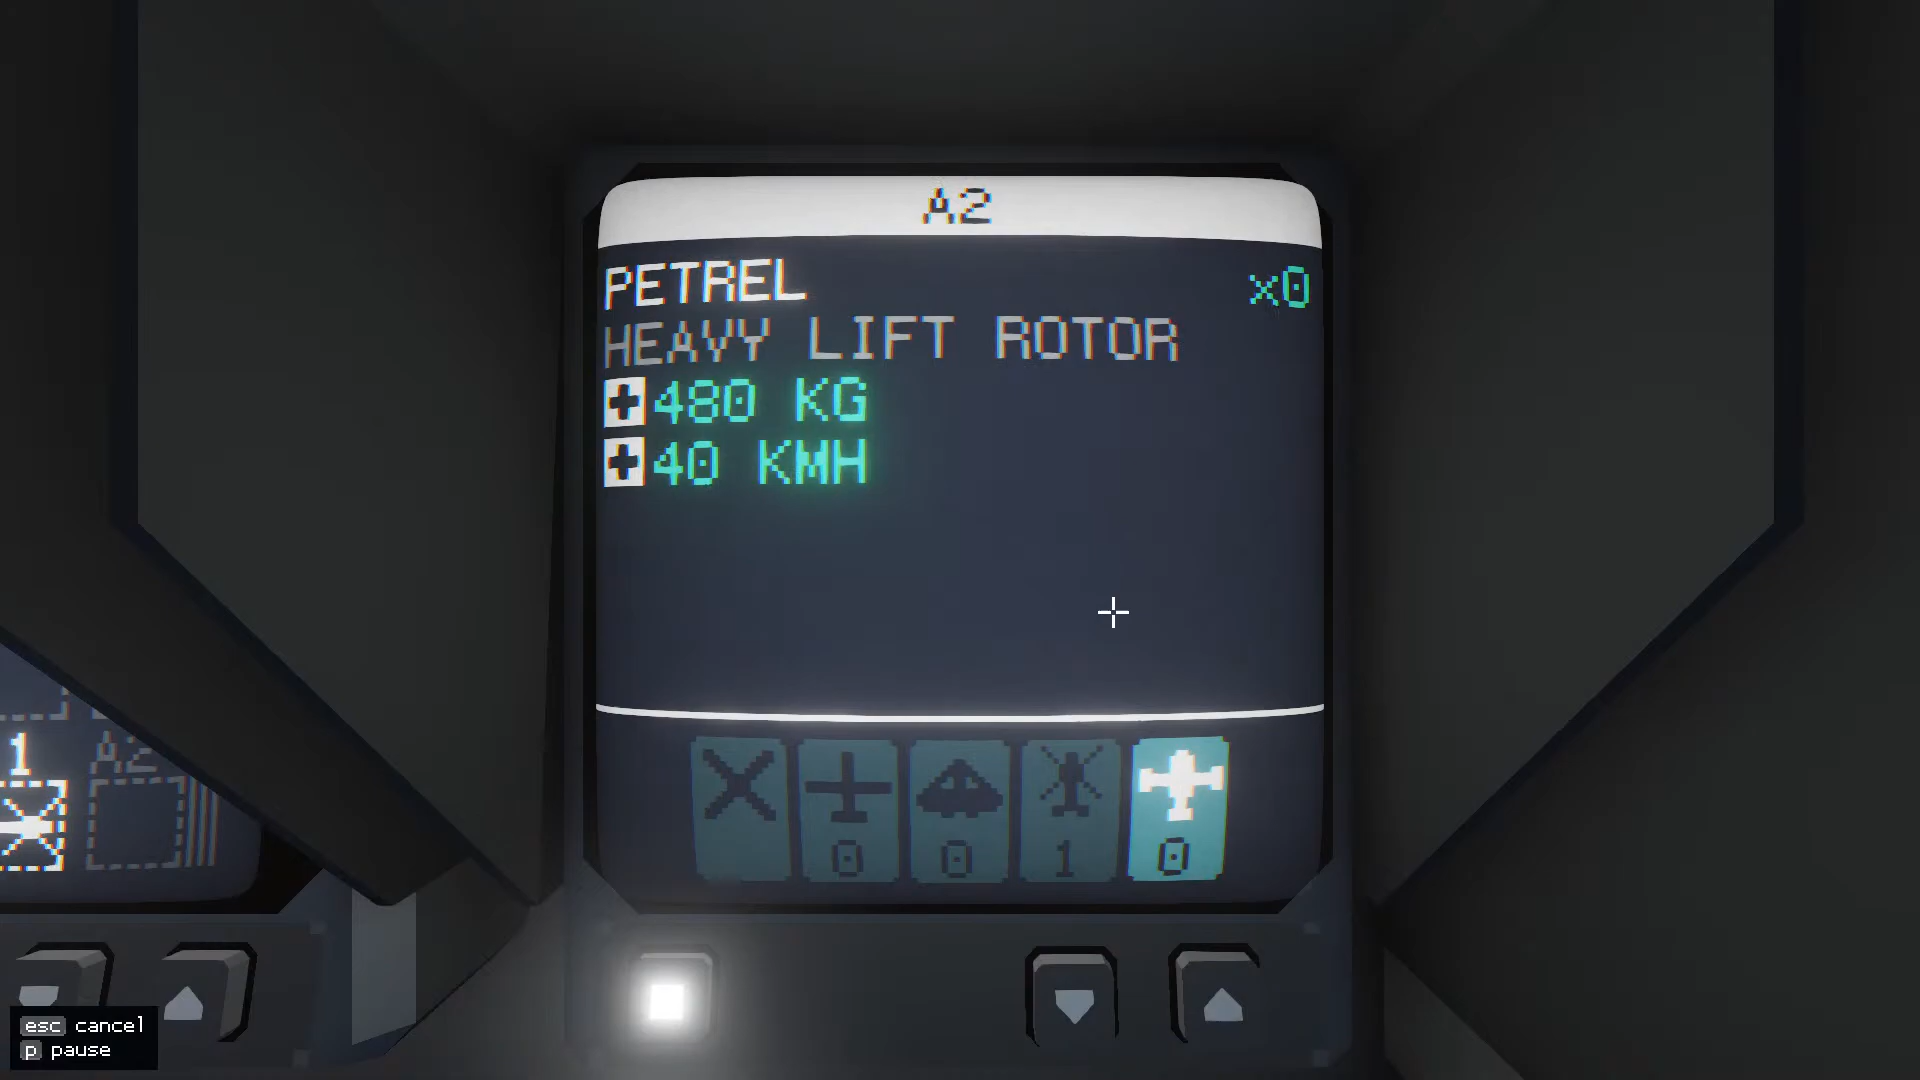 A2
PETREL x0
HEAVY LIFT ROTOR
480 KG
40 KMH
0 0 1 0
1 A2
esc cancel
p pause